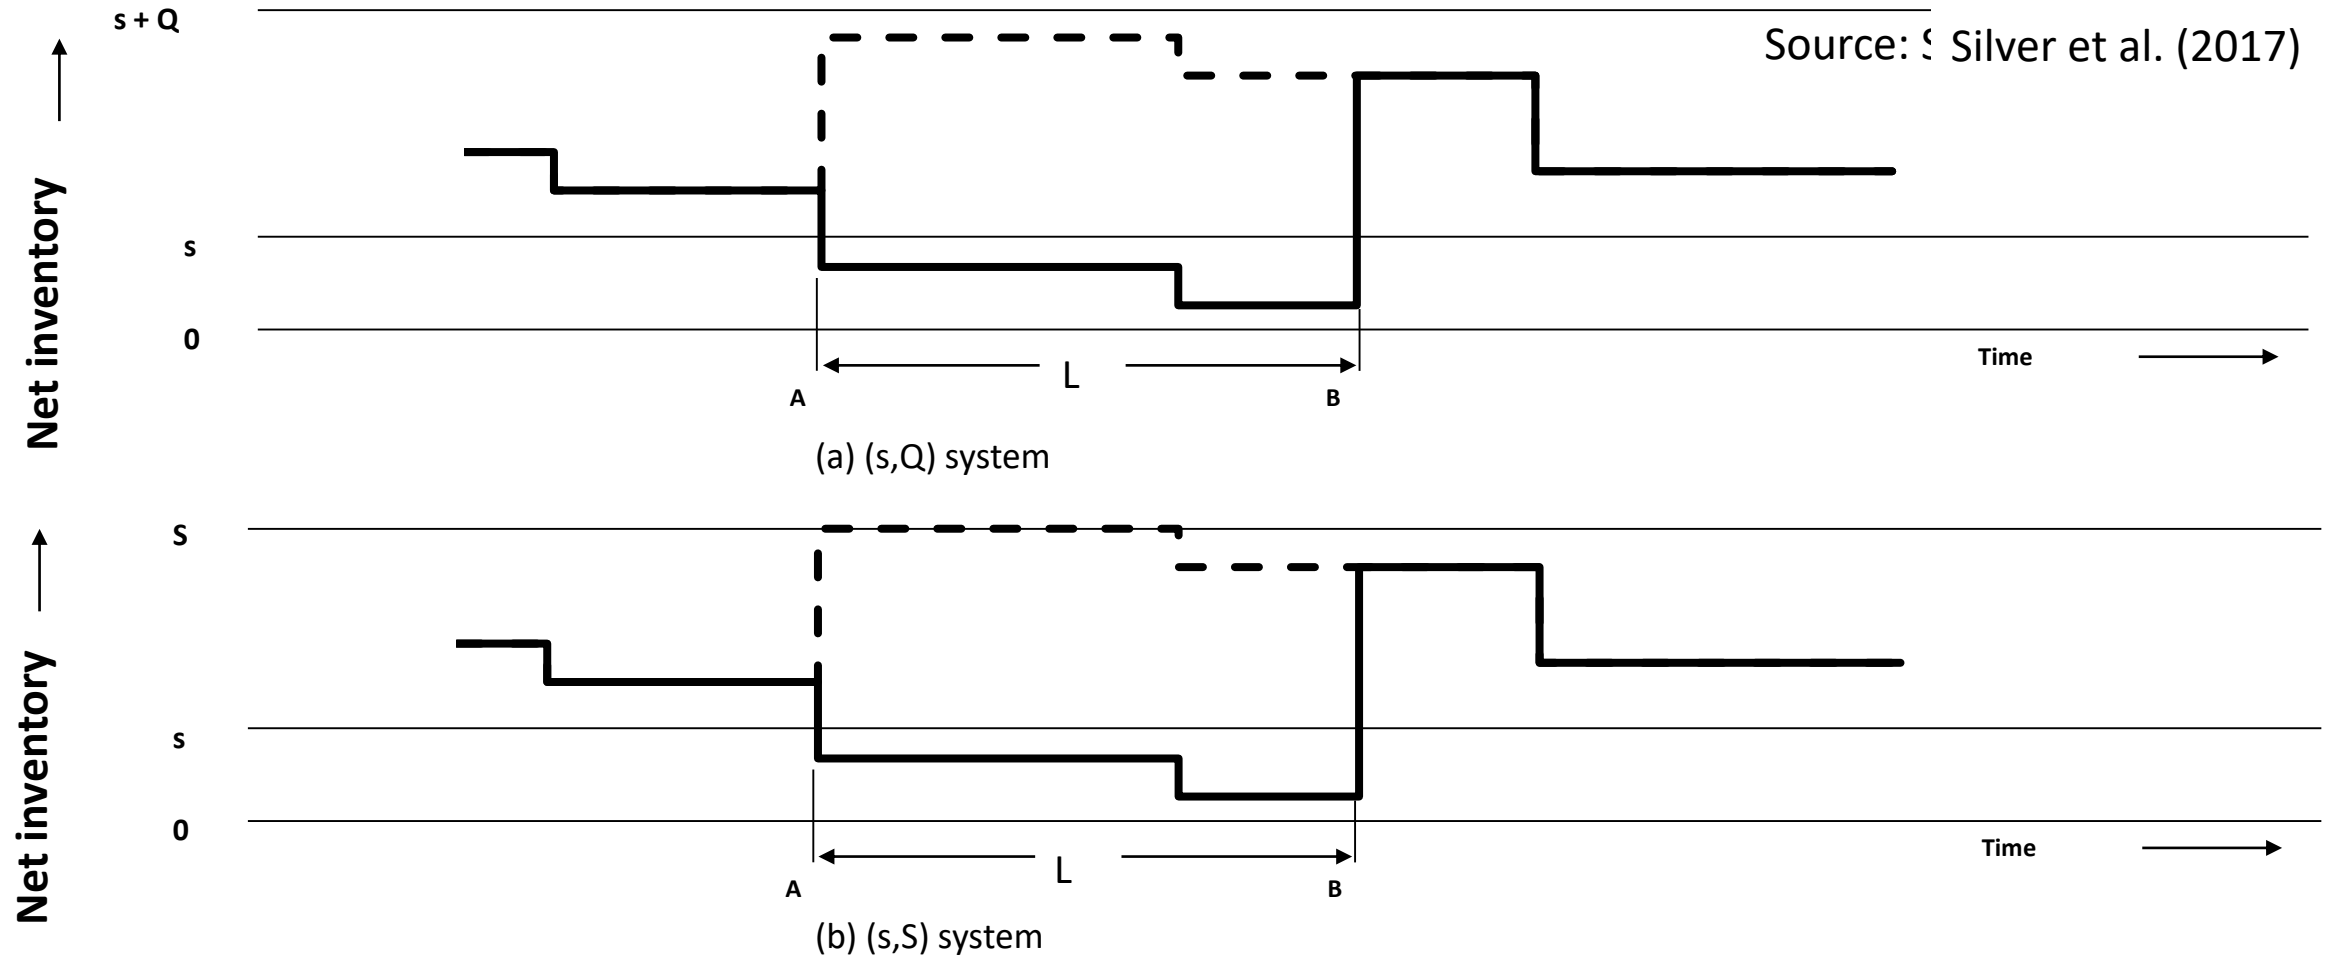 s + Q
Source: S Silver et al. (2017)
Net inventory
s
0
Time
L
A
B
(a) (s,Q) system
S
Net inventory
s
0
Time
L
A
B
(b) (s,S) system